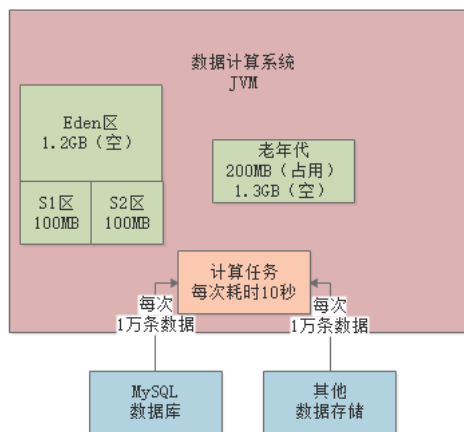 数据计算系统
JVM
Eden区
1.2GB（空）
S1区
100MB
S2区
100MB
老年代
200MB（占用）
1.3GB（空）
计算任务
每次耗时10秒
每次
1万条数据
每次
1万条数据
MySQL
数据库
其他
数据存储